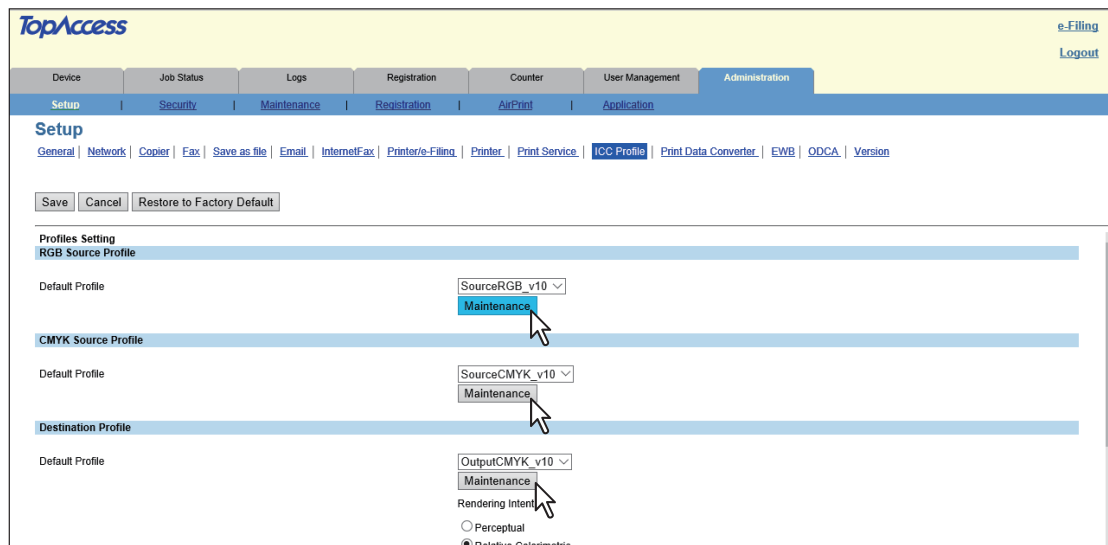 TopAccess
e-Filing
Logout
Device Job Status Logs Registration Counter User Management Administration
Setup | Security | Maintenance | Registration | AirPrint | Application
Setup
General | Network | Copier | Fax | Save as file | Email | InternetFax | Printer/e-Filing | Printer | Print Service | ICC Profile | Print Data Converter | EWB | ODCA | Version
Save Cancel Restore to Factory Default
Profiles Setting
RGB Source Profile
Default Profile SourceRGB_v10
Maintenance
CMYK Source Profile
Default Profile SourceCMYK_v10
Maintenance
Destination Profile
Default Profile OutputCMYK_v10
Maintenance
Rendering Intent
Perceptual
Relative Colorimetric